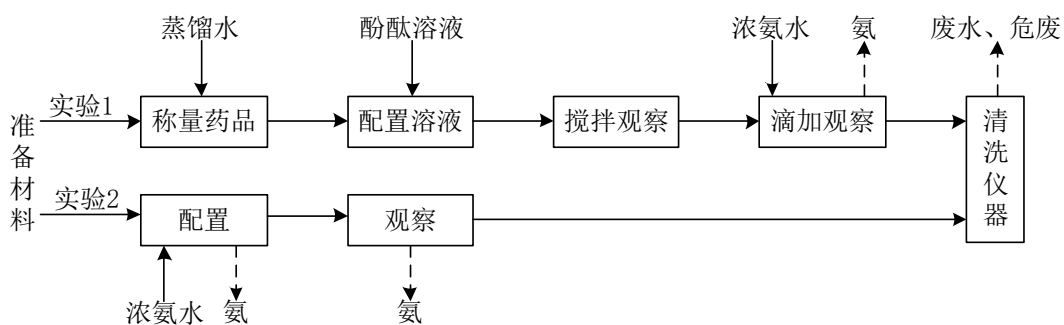 蒸馏水
酚酞溶液
浓氨水
氨
废水、危废
准备材料
实验1
称量药品
配置溶液
搅拌观察
滴加观察
清洗仪器
实验2
配置
观察
浓氨水
氨
氨